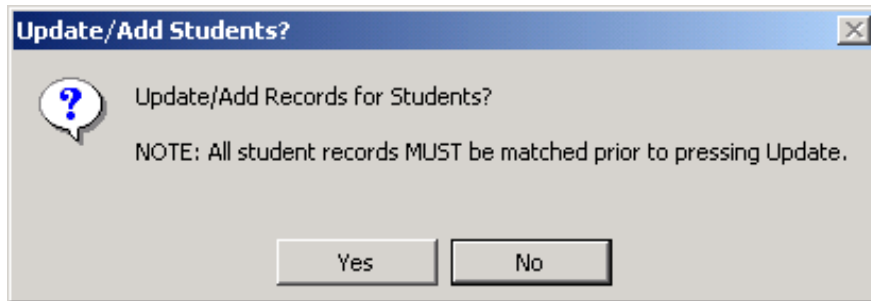 Update/Add Students?
Update/Add Records for Students?
NOTE: All student records MUST be matched prior to pressing Update.
Yes
No